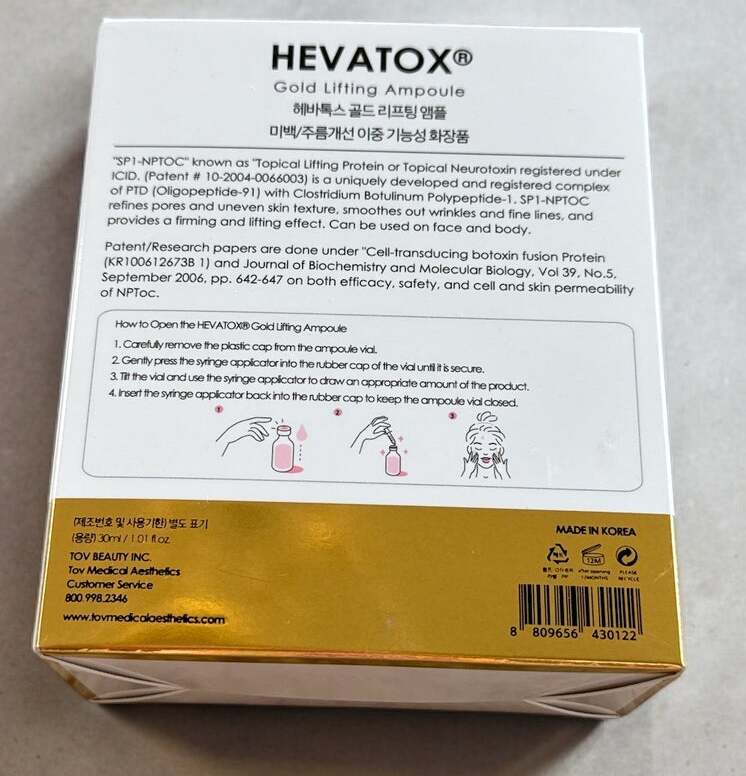 HEVATOX®
Gold Lifting Ampoule
헤바톡스 골드 리프팅 앰플
미백/주름개선 이중 기능성 화장품
"SP1-NPTOC" known as "Topical Lifting Protein or Topical Neurotoxin registered under
ICID. (Patent # 10-2004-0066003) is a uniquely developed and registered complex
of PTD (Oligopeptide-91) with Clostridium Botulinum Polypeptide-1. SP1-NPTOC
refines pores and uneven skin texture, smoothes out wrinkles and fine lines, and
provides a firming and lifting effect. Can be used on face and body.
Patent/Research papers are done under "Cell-transducing botoxin fusion Protein
(KR100612673B 1) and Journal of Biochemistry and Molecular Biology, Vol 39, No.5,
September 2006, pp. 642-647 on both efficacy, safety, and cell and skin permeability
of NPToc.
How to Open the HEVATOX® Gold Lifting Ampoule
1. Carefully remove the plastic cap from the ampoule vial.
2. Gently press the syringe applicator into the rubber cap of the vial until it is secure.
3. Tilt the vial and use the syringe applicator to draw an appropriate amount of the product.
4. Insert the syringe applicator back into the rubber cap to keep the ampoule vial closed.
1 2 3
(제조번호 및 사용기한) 별도 표기
(용량) 30ml / 1.01 fl.oz.
TOV BEAUTY INC.
Tov Medical Aesthetics
Customer Service
800.998.2346
www.tovmedicalaesthetics.com
MADE IN KOREA
12M
after opening
12MONTHS
PLEASE
RECYCLE
8 809656 430122